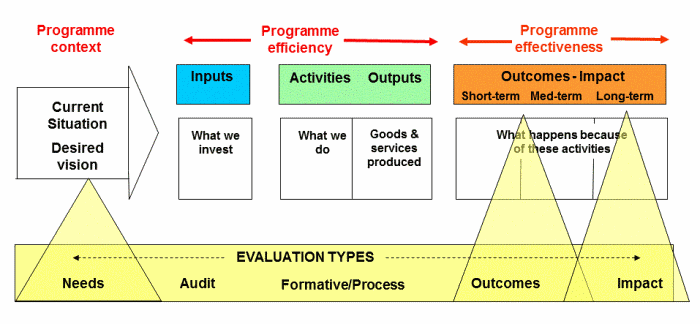 Programme
context
Programme
efficiency
Programme
effectiveness
Inputs
Activities Outputs
Outcomes - Impact
Short-term Med-term Long-term
Current
Situation
Desired
vision
What we
invest
What we
do
Goods &
services
produced
What happens because
of these activities
EVALUATION TYPES
Needs Audit Formative/Process Outcomes Impact